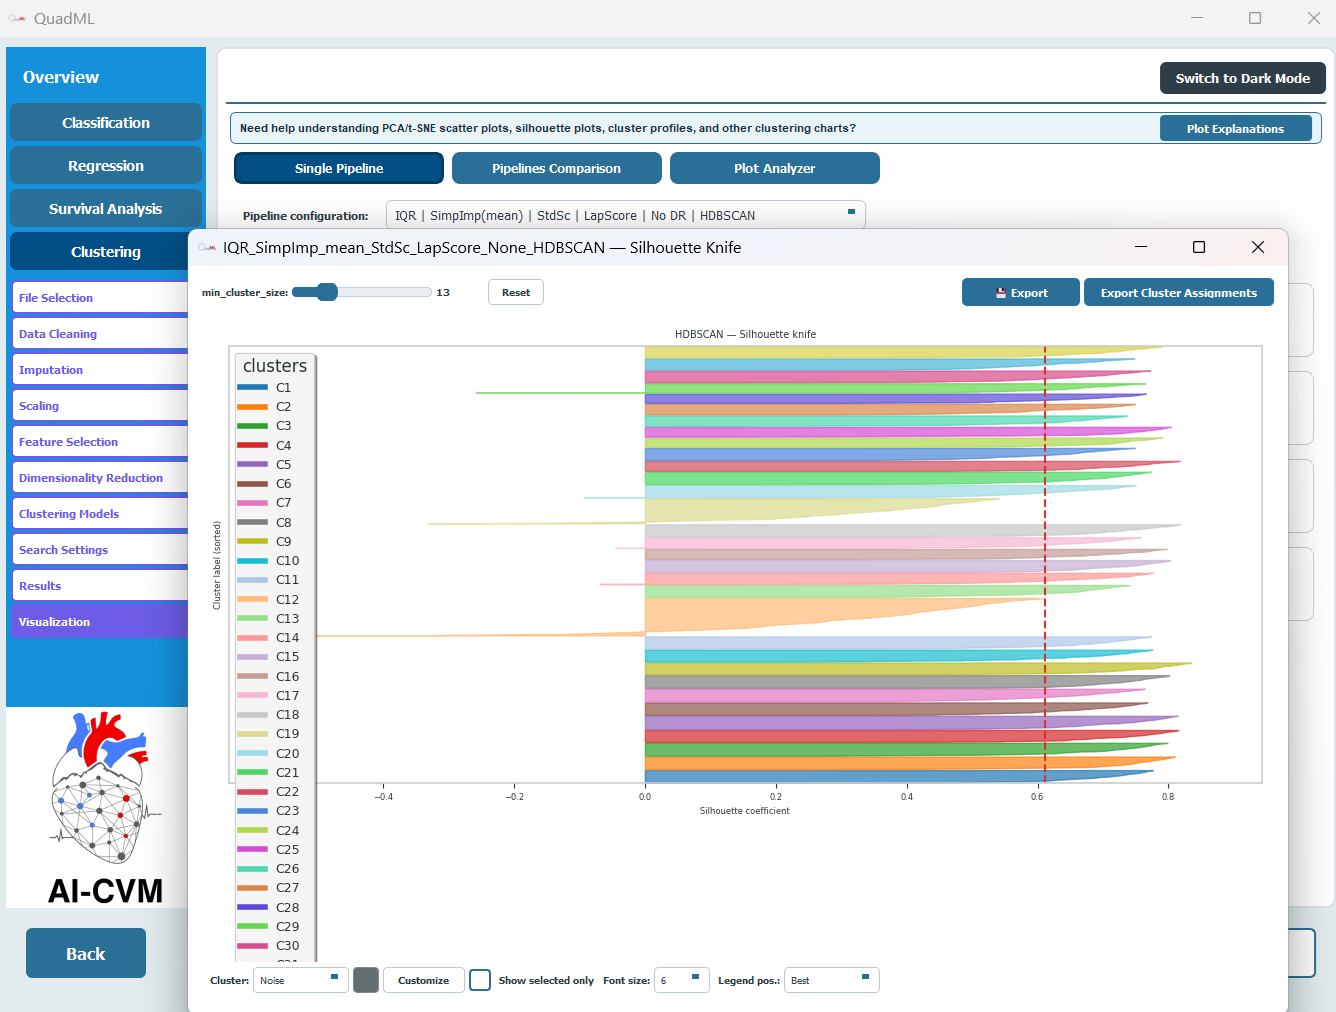 QuadML
Overview
Switch to Dark Mode
Classification
Need help understanding PCA/t-SNE scatter plots, silhouette plots, cluster profiles, and other clustering charts?
Plot Explanations
Regression
Single Pipeline
Pipelines Comparison
Plot Analyzer
Survival Analysis
Pipeline configuration:
IQR | SimpImp(mean) | StdSc | LapScore | No DR | HDBSCAN
Clustering
IQR_SimpImp_mean_StdSc_LapScore_None_HDBSCAN — Silhouette Knife
File Selection
Data Cleaning
Imputation
Scaling
Feature Selection
Dimensionality Reduction
Clustering Models
Search Settings
Results
Visualization
min_cluster_size:
13
Reset
Export
Export Cluster Assignments
HDBSCAN — Silhouette knife
clusters
C1
C2
C3
C4
C5
C6
C7
C8
C9
C10
C11
C12
C13
C14
C15
C16
C17
C18
C19
C20
C21
C22
C23
C24
C25
C26
C27
C28
C29
C30
Cluster label (sorted)
−0.4
−0.2
0.0
0.2
0.4
0.6
0.8
Silhouette coefficient
AI-CVM
Back
Cluster:
Noise
Customize
Show selected only
Font size:
6
Legend pos.:
Best